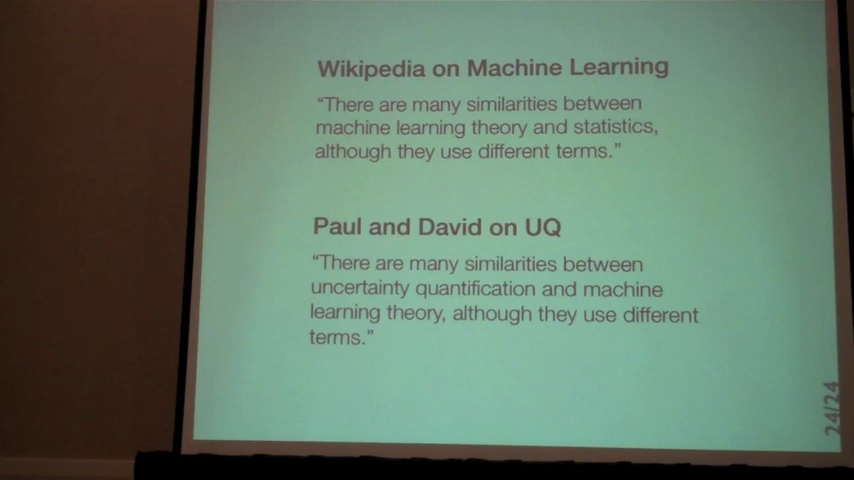 Wikipedia on Machine Learning
“There are many similarities between
machine learning theory and statistics,
although they use different terms.”
Paul and David on UQ
“There are many similarities between
uncertainty quantification and machine
learning theory, although they use different
terms.”
24/24